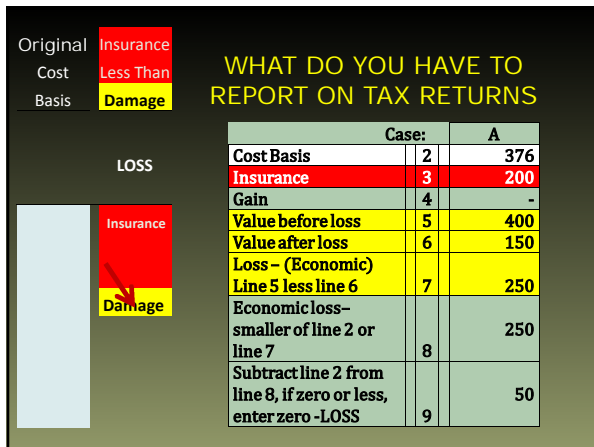 Original
Cost
Basis
Insurance
Less Than
Damage
WHAT DO YOU HAVE TO
REPORT ON TAX RETURNS
LOSS
Insurance
Damage
Case: A
Cost Basis 2 376
Insurance 3 200
Gain 4 -
Value before loss 5 400
Value after loss 6 150
Loss – (Economic)
Line 5 less line 6 7 250
Economic loss–
smaller of line 2 or 250
line 7 8
Subtract line 2 from
line 8, if zero or less, 50
enter zero -LOSS 9